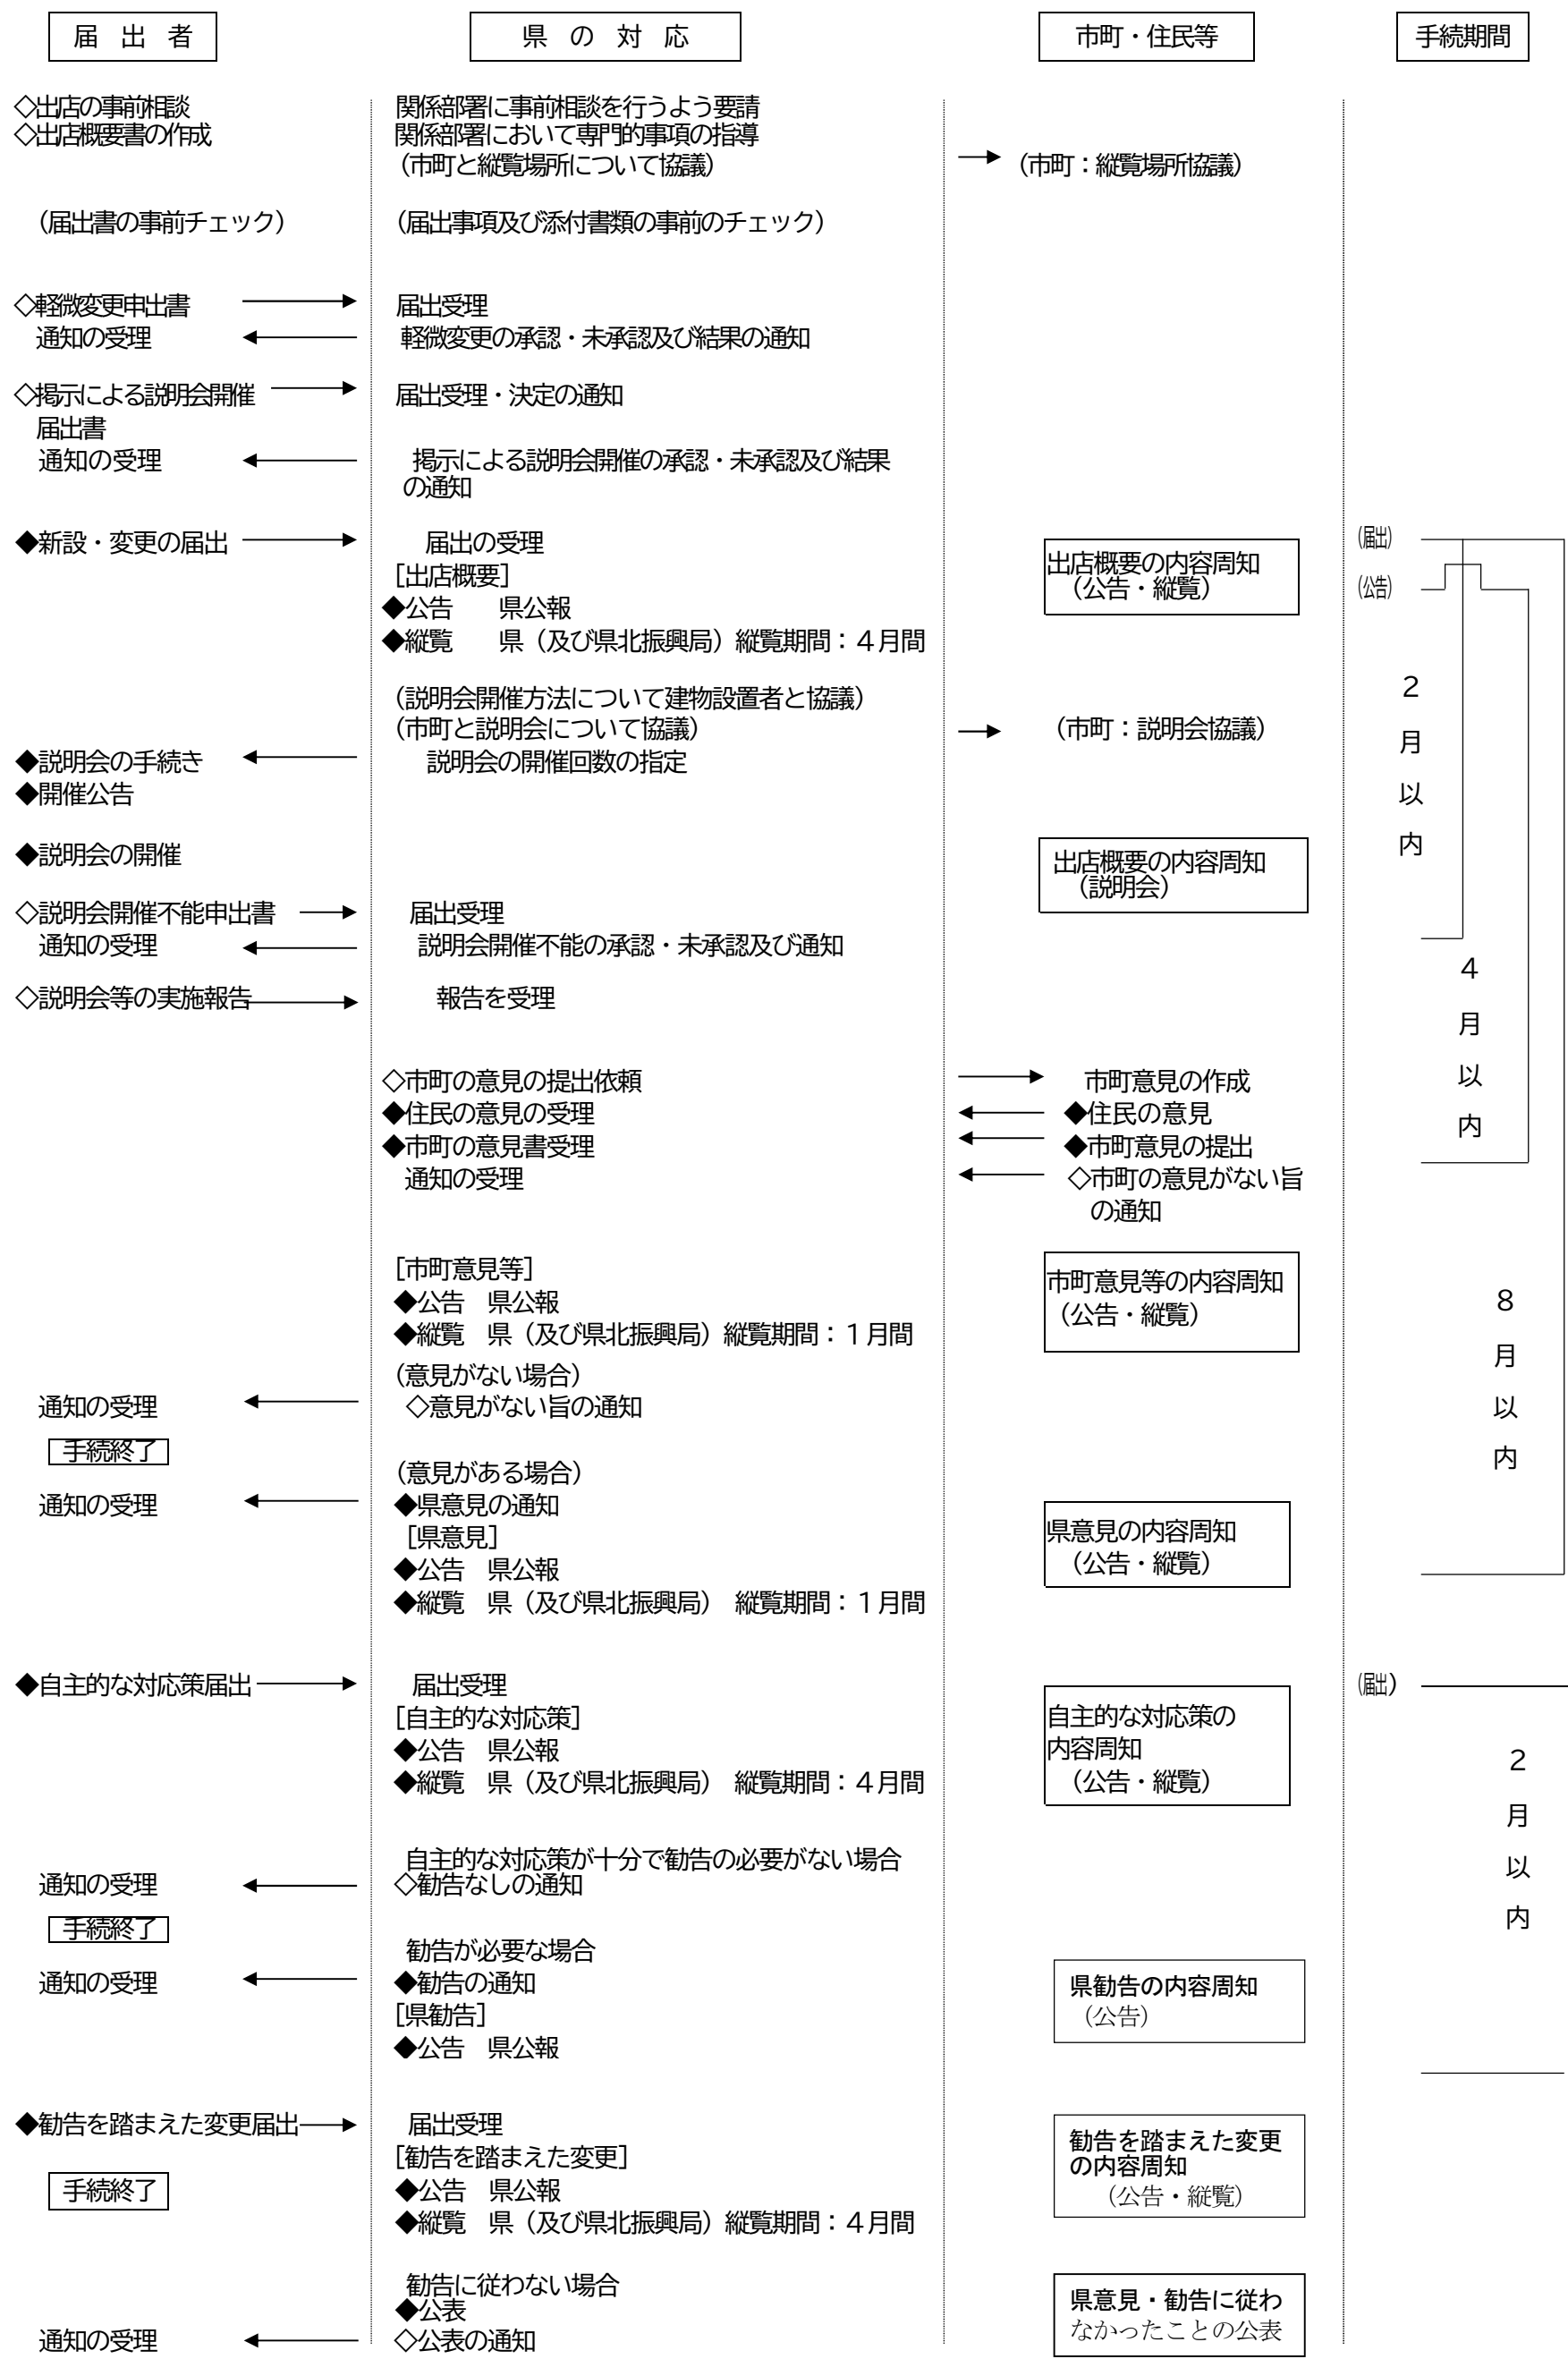 届 出 者　県 の 対 応　市町・住民等　手続期間
◇出店の事前相談　関係部署に事前相談を行うよう要請
◇出店概要書の作成　関係部署において専門的事項の指導
（市町と縦覧場所について協議）　（市町：縦覧場所協議）
（届出書の事前チェック）　（届出事項及び添付書類の事前のチェック）
◇軽微変更申出書　届出受理
通知の受理　軽微変更の承認・未承認及び結果の通知
◇掲示による説明会開催　届出受理・決定の通知
届出書
通知の受理　掲示による説明会開催の承認・未承認及び結果
の通知
◆新設・変更の届出　届出の受理　出店概要の内容周知　（届出）
［出店概要］　（公告・縦覧）　（公告）
◆公告　県公報
◆縦覧　県（及び県北振興局）縦覧期間：４月間
（説明会開催方法について建物設置者と協議）　２月以内
（市町と説明会について協議）　（市町：説明会協議）
◆説明会の手続き　説明会の開催回数の指定
◆開催公告
◆説明会の開催　出店概要の内容周知
（説明会）
◇説明会開催不能申出書　届出受理
通知の受理　説明会開催不能の承認・未承認及び通知
◇説明会等の実施報告　報告を受理　４月以内
◇市町の意見の提出依頼　市町意見の作成
◆住民の意見の受理　◆住民の意見
◆市町の意見書受理　◆市町意見の提出
通知の受理　◇市町の意見がない旨
の通知
［市町意見等］　市町意見等の内容周知
◆公告　県公報　（公告・縦覧）　８月以内
◆縦覧　県（及び県北振興局）縦覧期間：１月間
（意見がない場合）
通知の受理　◇意見がない旨の通知
手続終了
（意見がある場合）
通知の受理　◆県意見の通知
［県意見］　県意見の内容周知
◆公告　県公報　（公告・縦覧）
◆縦覧　県（及び県北振興局）　縦覧期間：１月間
◆自主的な対応策届出　届出受理　（届出）
［自主的な対応策］　自主的な対応策の
◆公告　県公報　内容周知　２月以内
◆縦覧　県（及び県北振興局）　縦覧期間：４月間　（公告・縦覧）
自主的な対応策が十分で勧告の必要がない場合
通知の受理　◇勧告なしの通知
手続終了
勧告が必要な場合
通知の受理　◆勧告の通知　県勧告の内容周知
［県勧告］　（公告）
◆公告　県公報
◆勧告を踏まえた変更届出　届出受理　勧告を踏まえた変更
［勧告を踏まえた変更］　の内容周知
手続終了　◆公告　県公報　（公告・縦覧）
◆縦覧　県（及び県北振興局）縦覧期間：４月間
勧告に従わない場合　県意見・勧告に従わ
◆公表　なかったことの公表
通知の受理　◇公表の通知